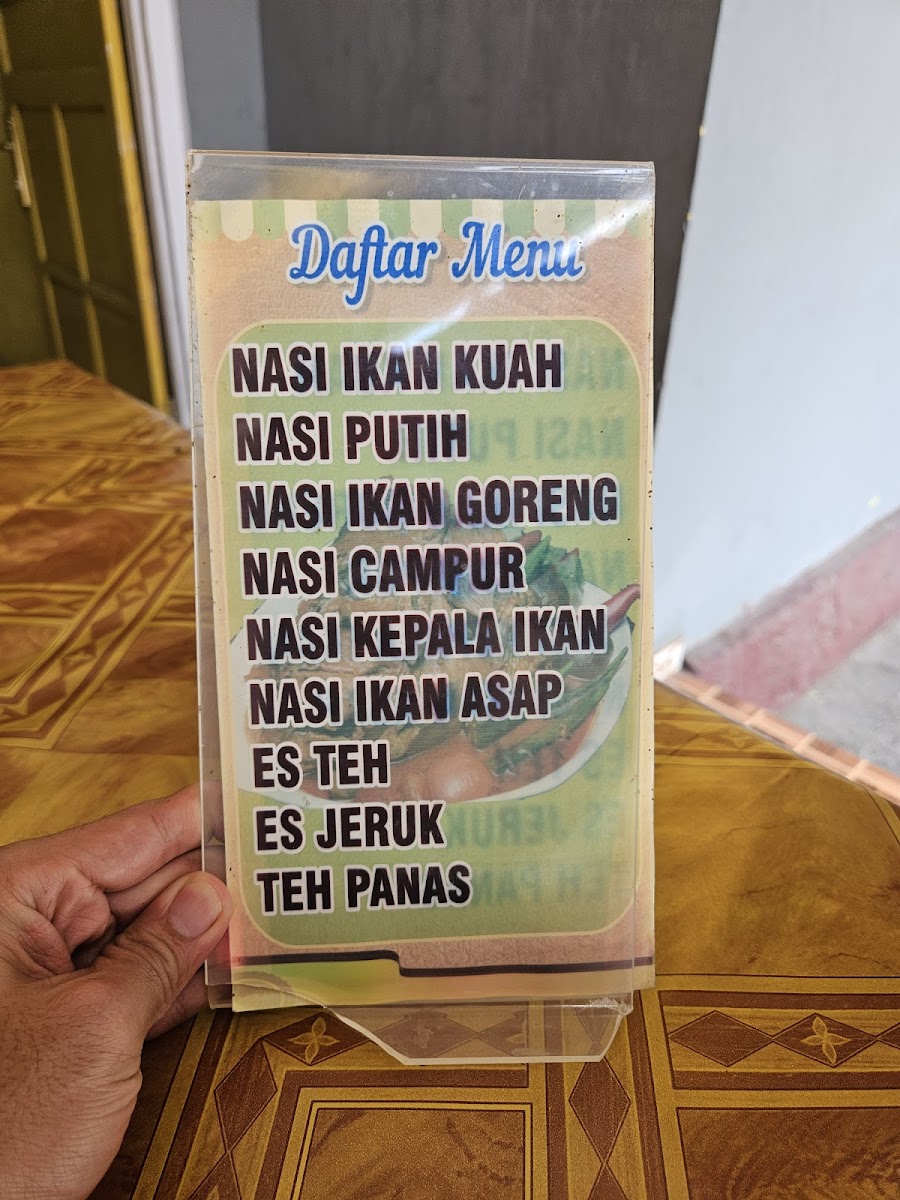 Daftar Menu
NASI IKAN KUAH
NASI PUTIH
NASI IKAN GORENG
NASI CAMPUR
NASI KEPALA IKAN
NASI IKAN ASAP
ES TEH
ES JERUK
TEH PANAS